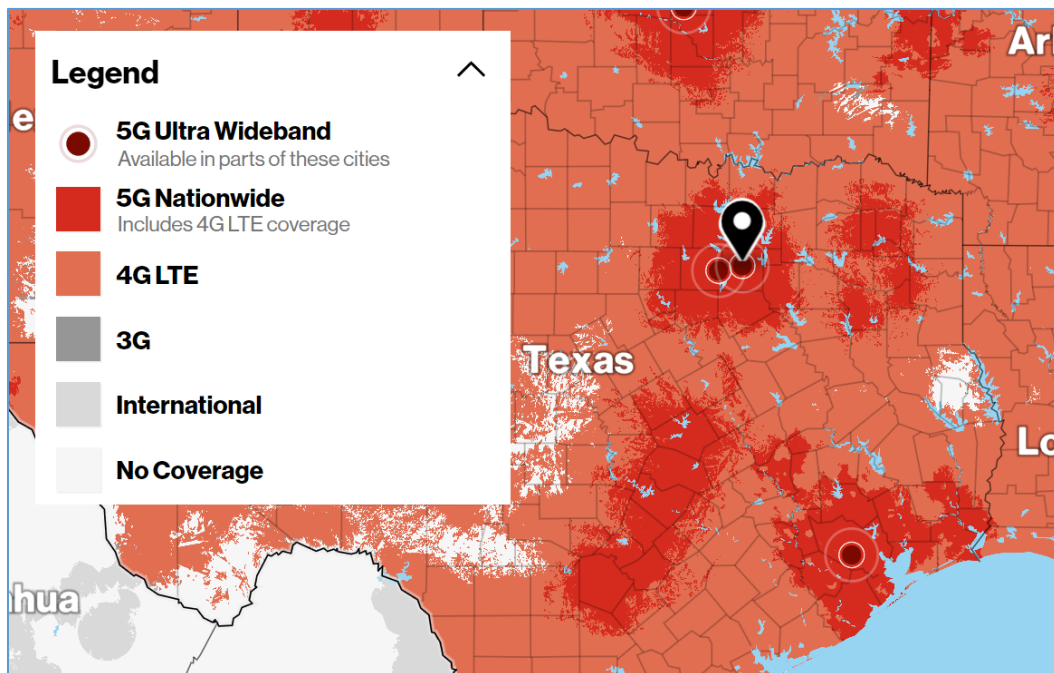 Legend
5G Ultra Wideband
Available in parts of these cities
5G Nationwide
Includes 4G LTE coverage
4G LTE
3G
International
No Coverage
Ar
e
Texas
Lo
hua